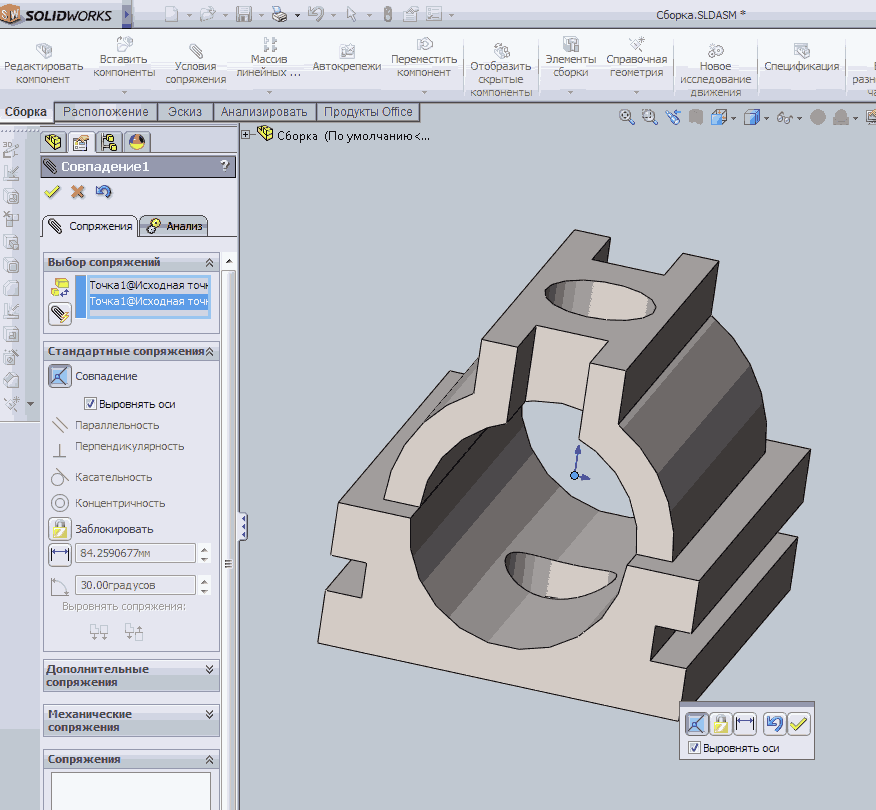 SOLIDWORKS
Сборка.SLDASM *
Редактировать компонент
Вставить компоненты
Условия сопряжения
Массив линейных ...
Автокрепежи
Переместить компонент
Отобразить скрытые компоненты
Элементы сборки
Справочная геометрия
Новое исследование движения
Спецификация
Сборка
Расположение
Эскиз
Анализировать
Продукты Office
Сборка (По умолчанию<...
Совпадение1
?
Сопряжения
Анализ
Выбор сопряжений
Точка1@Исходная точк
Точка1@Исходная точк
Стандартные сопряжения
Совпадение
Выровнять оси
Параллельность
Перпендикулярность
Касательность
Концентричность
Заблокировать
84.2590677мм
30.00градусов
Выровнять сопряжения:
Дополнительные
сопряжения
Механические
сопряжения
Сопряжения
Выровнять оси